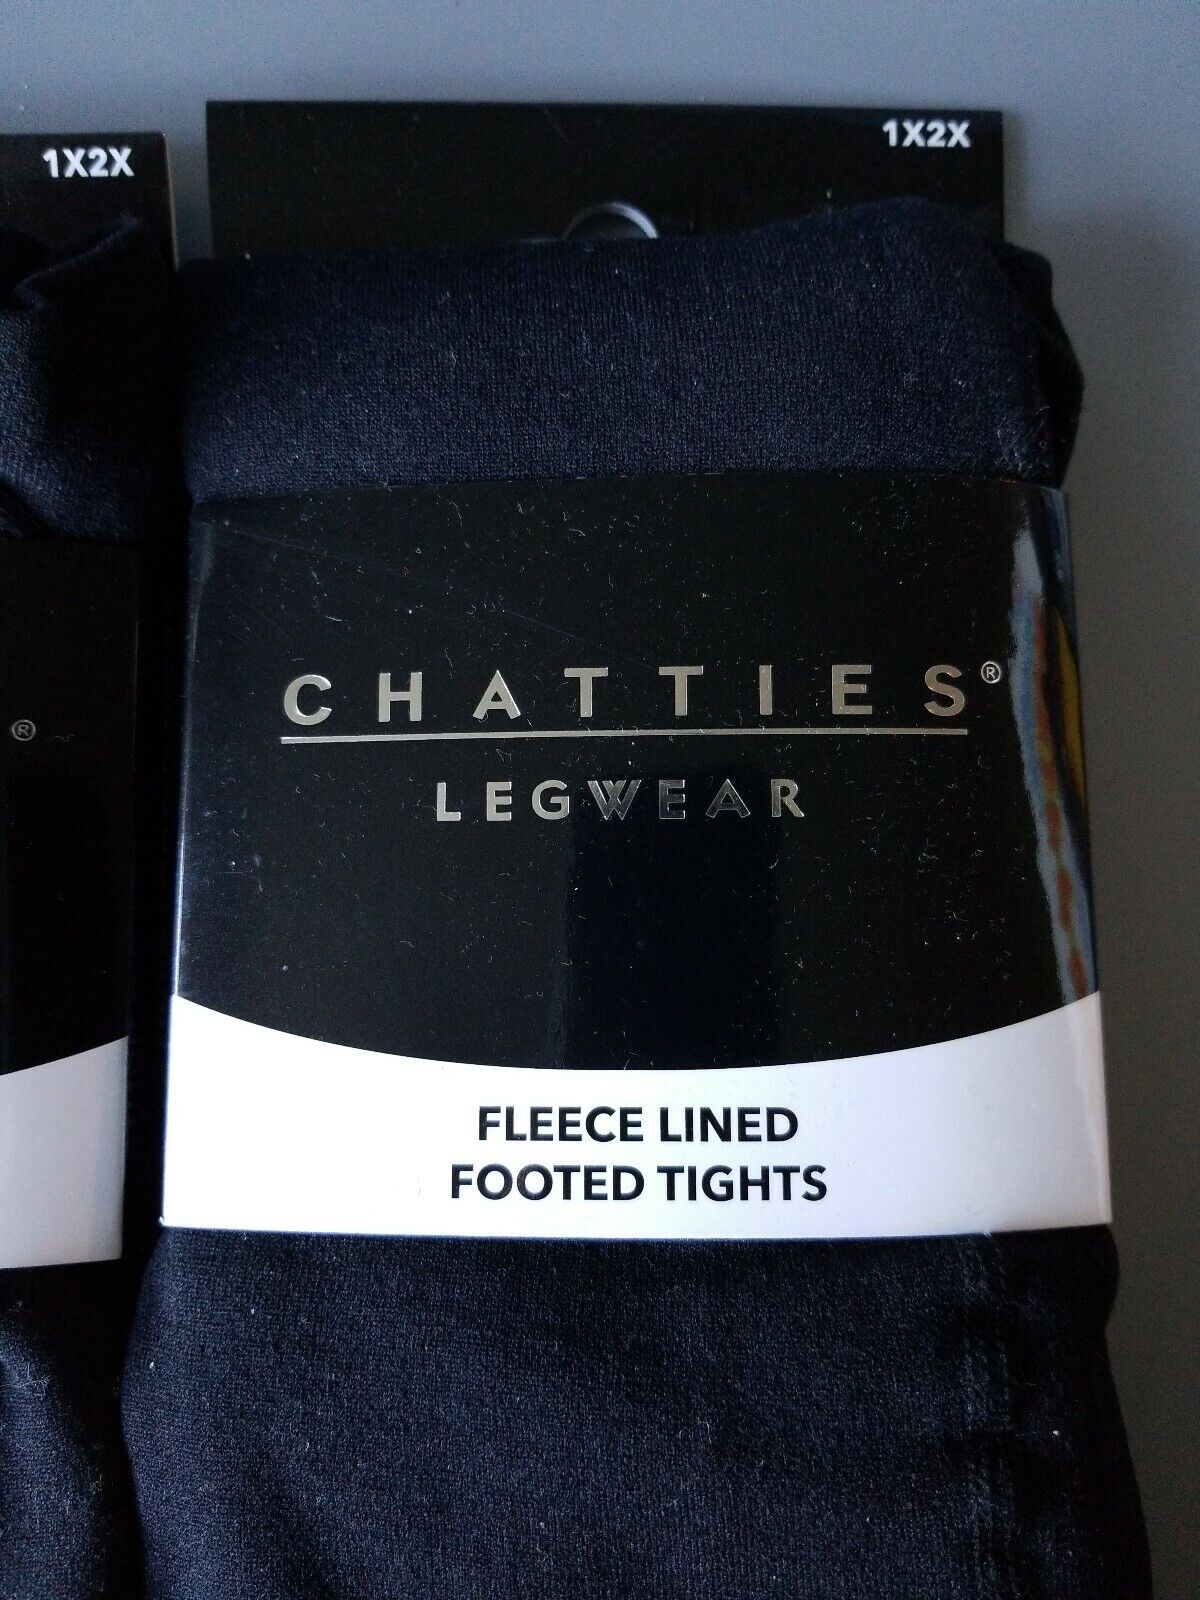 1X2X
1X2X
CHATTIES®
LEGWEAR
®
FLEECE LINED
FOOTED TIGHTS